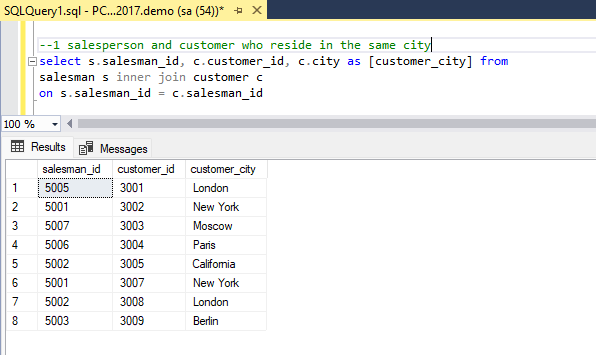 SQLQuery1.sql - PC...2017.demo (sa (54))*
--1 salesperson and customer who reside in the same city
select s.salesman_id, c.customer_id, c.city as [customer_city] from
salesman s inner join customer c
on s.salesman_id = c.salesman_id
100 %
Results Messages
salesman_id customer_id customer_city
1 5005 3001 London
2 5001 3002 New York
3 5007 3003 Moscow
4 5006 3004 Paris
5 5002 3005 California
6 5001 3007 New York
7 5002 3008 London
8 5003 3009 Berlin